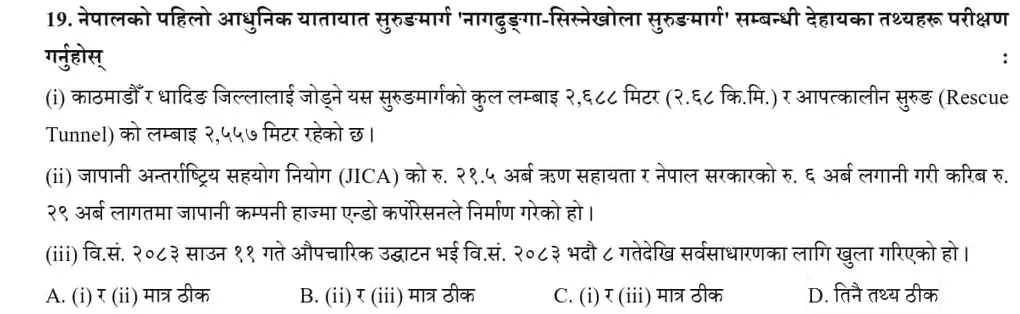 19. नेपालको पहिलो आधुनिक यातायात सुरुङमार्ग 'नागढुङ्गा-सिस्नेखोला सुरुङमार्ग' सम्बन्धी देहायका तथ्यहरू परीक्षण
गर्नुहोस् :
(i) काठमाडौँ र धादिङ जिल्लालाई जोड्ने यस सुरुङमार्गको कुल लम्बाइ २,६८८ मिटर (२.६८ कि.मि.) र आपत्कालीन सुरुङ (Rescue
Tunnel) को लम्बाइ २,५५७ मिटर रहेको छ।
(ii) जापानी अन्तर्राष्ट्रिय सहयोग नियोग (JICA) को रु. २१.५ अर्ब ऋण सहायता र नेपाल सरकारको रु. ६ अर्ब लगानी गरी करिब रु.
२९ अर्ब लागतमा जापानी कम्पनी हाज्मा एन्डो कर्पोरेसनले निर्माण गरेको हो।
(iii) वि.सं. २०८३ साउन ११ गते औपचारिक उद्घाटन भई वि.सं. २०८३ भदौ ८ गतेदेखि सर्वसाधारणका लागि खुला गरिएको हो।
A. (i) र (ii) मात्र ठीक B. (ii) र (iii) मात्र ठीक C. (i) र (iii) मात्र ठीक D. तिनै तथ्य ठीक